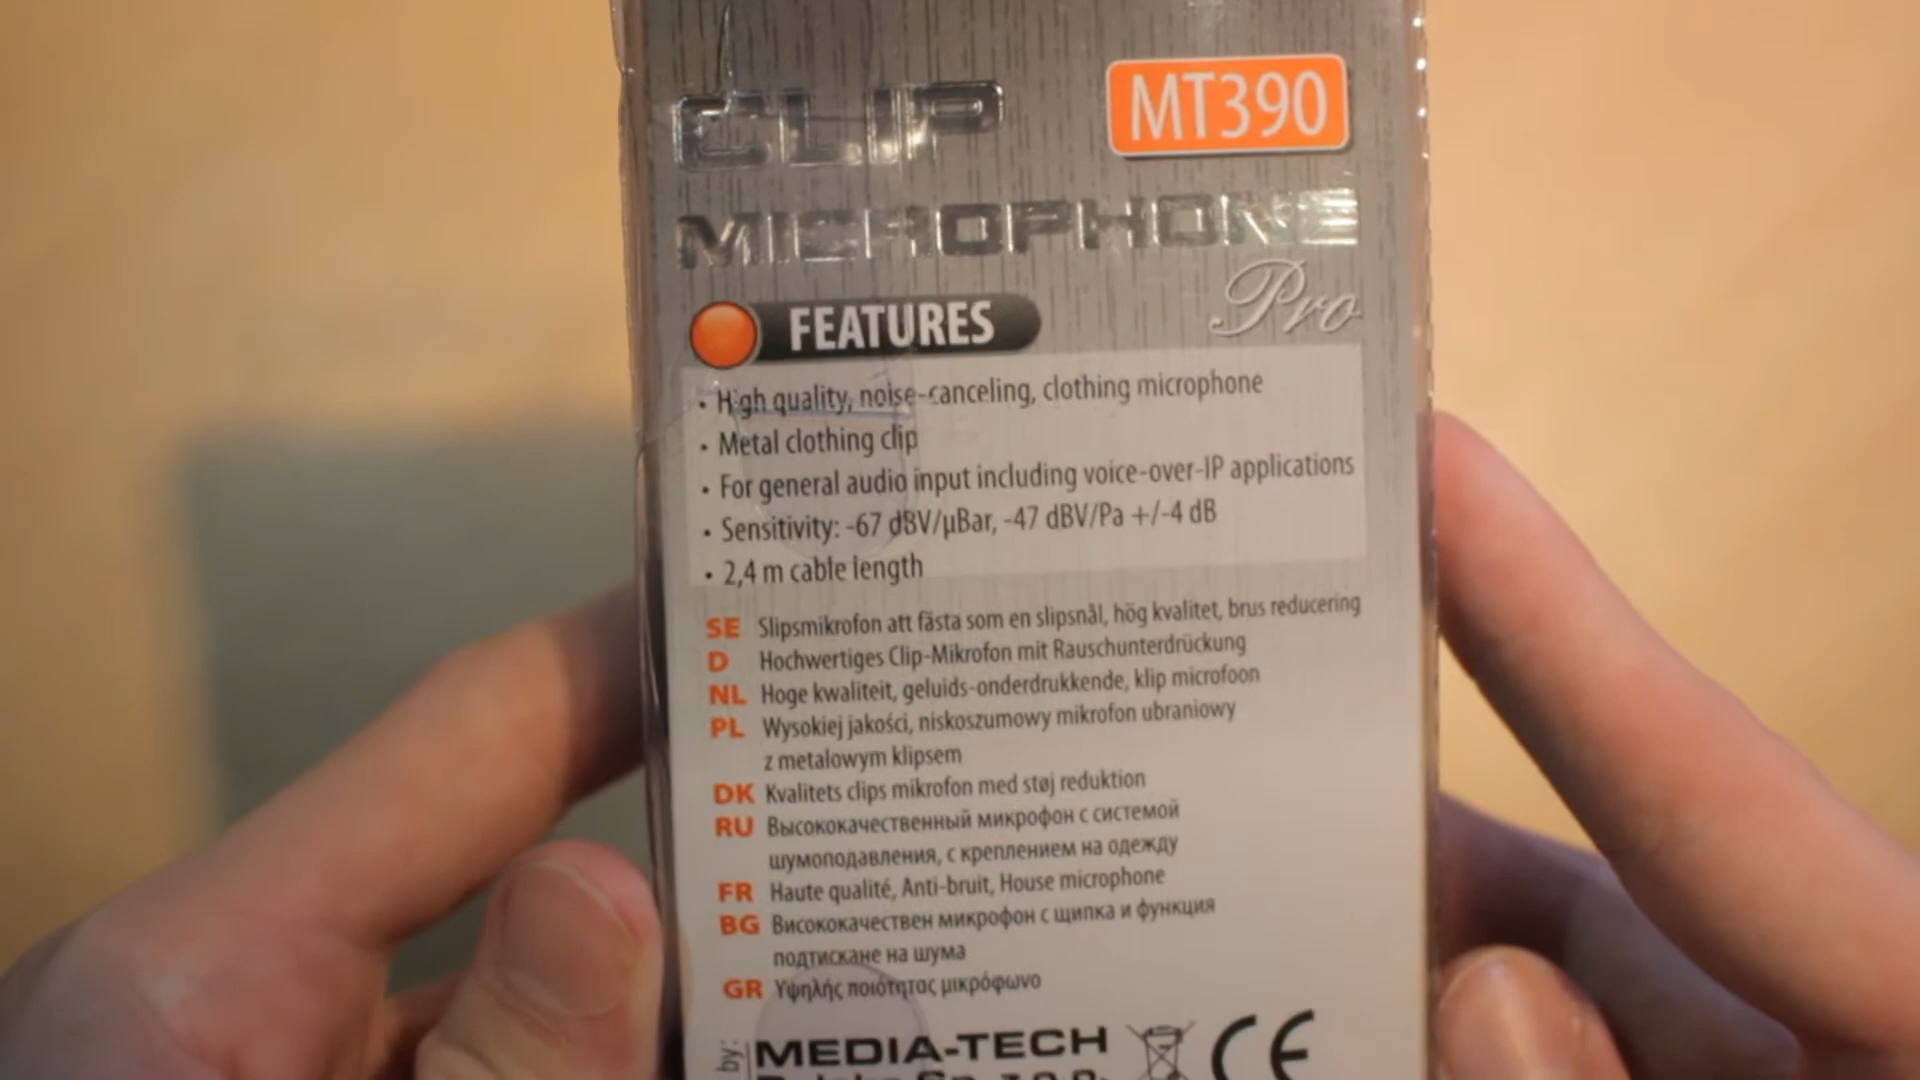 CLIP
MT390
MICROPHONE
Pro
FEATURES
• High quality, noise-canceling, clothing microphone
• Metal clothing clip
• For general audio input including voice-over-IP applications
• Sensitivity: -67 dBV/µBar, -47 dBV/Pa +/-4 dB
• 2,4 m cable length
SE Slipsmikrofon att fästa som en slipsnål, hög kvalitet, brus reducering
D Hochwertiges Clip-Mikrofon mit Rauschunterdrückung
NL Hoge kwaliteit, geluids-onderdrukkende, klip microfoon
PL Wysokiej jakości, niskoszumowy mikrofon ubraniowy
z metalowym klipsem
DK Kvalitets clips mikrofon med støj reduktion
RU Высококачественный микрофон с системой
шумоподавления, с креплением на одежду
FR Haute qualité, Anti-bruit, House microphone
BG Висококачествен микрофон с щипка и функция
подтискане на шума
GR Υψηλής ποιότητας μικρόφωνο
by:
MEDIA-TECH
CE